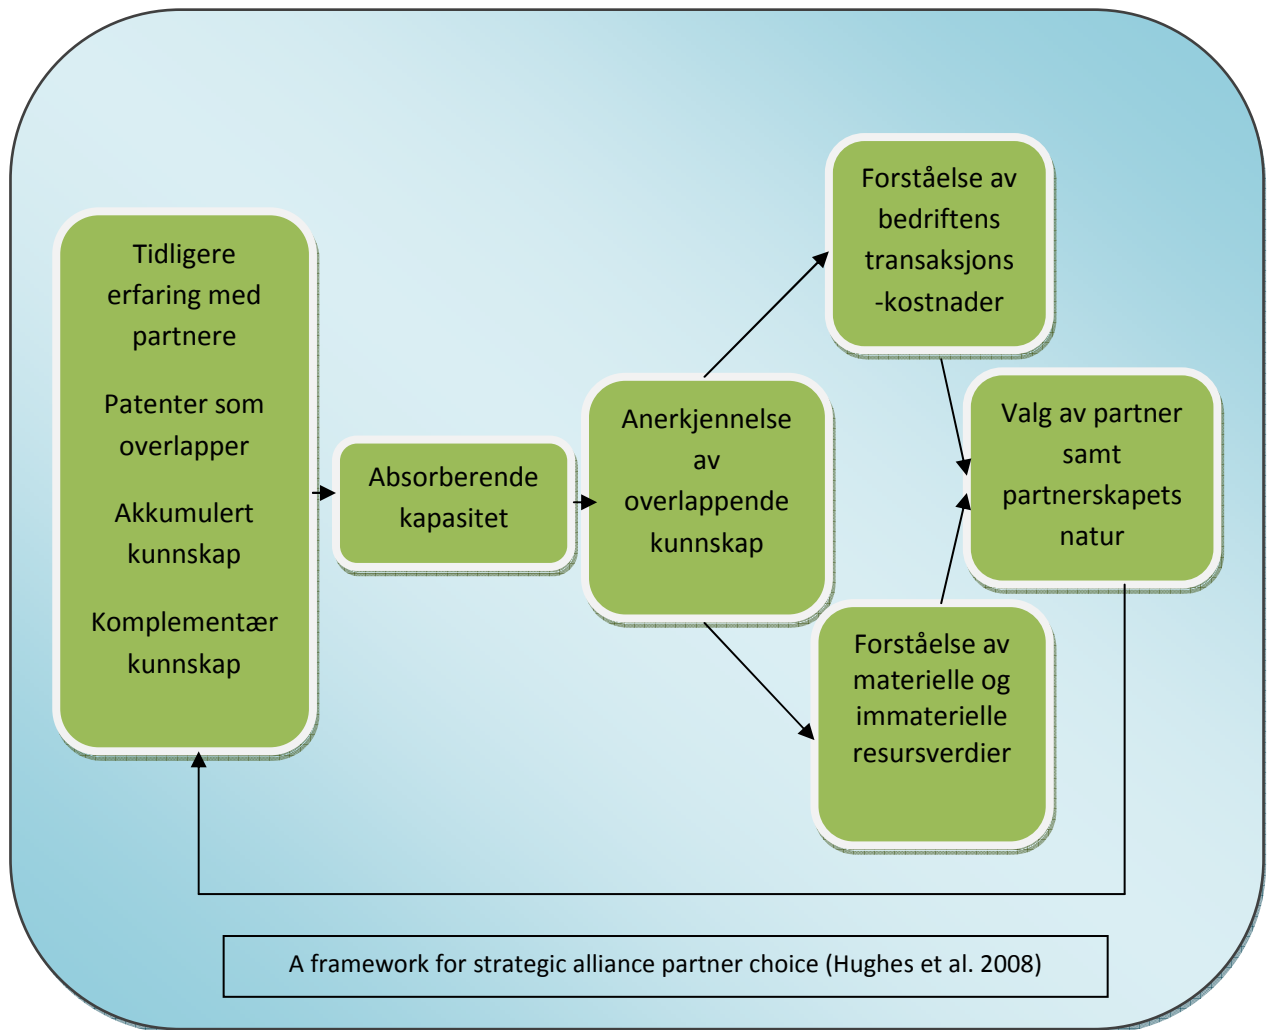 Tidligere
erfaring med
partnere
Patenter som
overlapper
Akkumulert
kunnskap
Komplementær
kunnskap
Absorberende
kapasitet
Anerkjennelse
av
overlappende
kunnskap
Forståelse av
bedriftens
transaksjons
-kostnader
Forståelse av
materielle og
immaterielle
resursverdier
Valg av partner
samt
partnerskapets
natur
A framework for strategic alliance partner choice (Hughes et al. 2008)